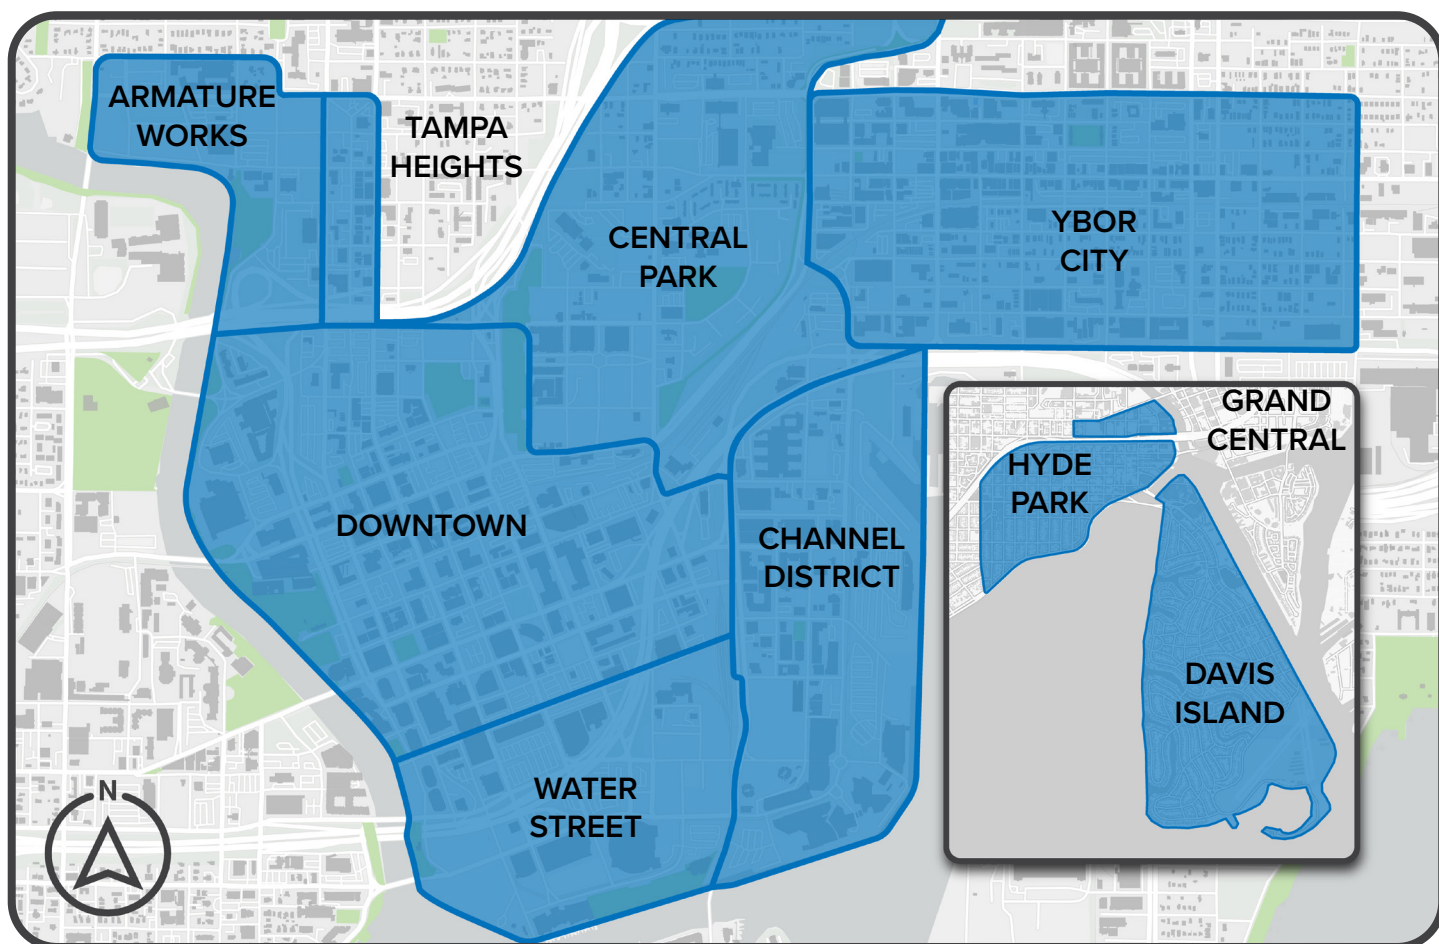 ARMATURE
WORKS
TAMPA
HEIGHTS
CENTRAL
PARK
YBOR
CITY
GRAND
CENTRAL
HYDE
PARK
DOWNTOWN
CHANNEL
DISTRICT
DAVIS
ISLAND
WATER
STREET
N